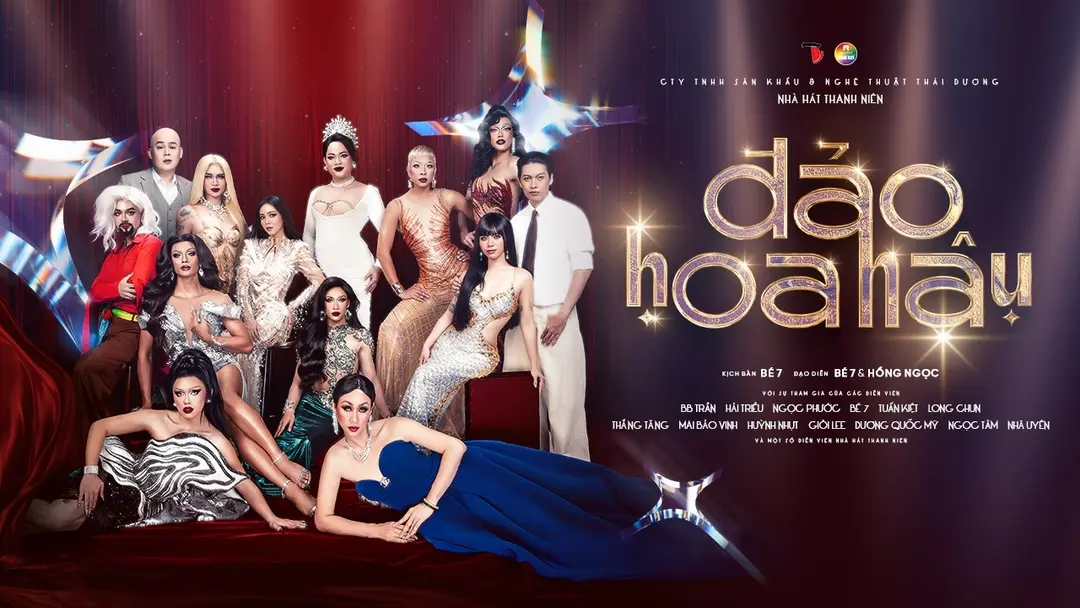 CTY TNHH SÂN KHẤU & NGHỆ THUẬT THÁI DƯƠNG
NHÀ HÁT THANH NIÊN
đảo
hoa hậu
KỊCH BẢN BÉ 7 ĐẠO DIỄN BÉ 7 & HỒNG NGỌC
VỚI SỰ THAM GIA CỦA CÁC DIỄN VIÊN
BB TRẦN HẢI TRIỀU NGỌC PHƯỚC BÉ 7 TUẤN KIỆT LONG CHUN
THẮNG TĂNG MAI BẢO VINH HUỲNH NHỰT GIỎI LEE DƯƠNG QUỐC MỸ NGỌC TÂM NHÃ UYÊN
VÀ MỘT SỐ DIỄN VIÊN NHÀ HÁT THANH NIÊN